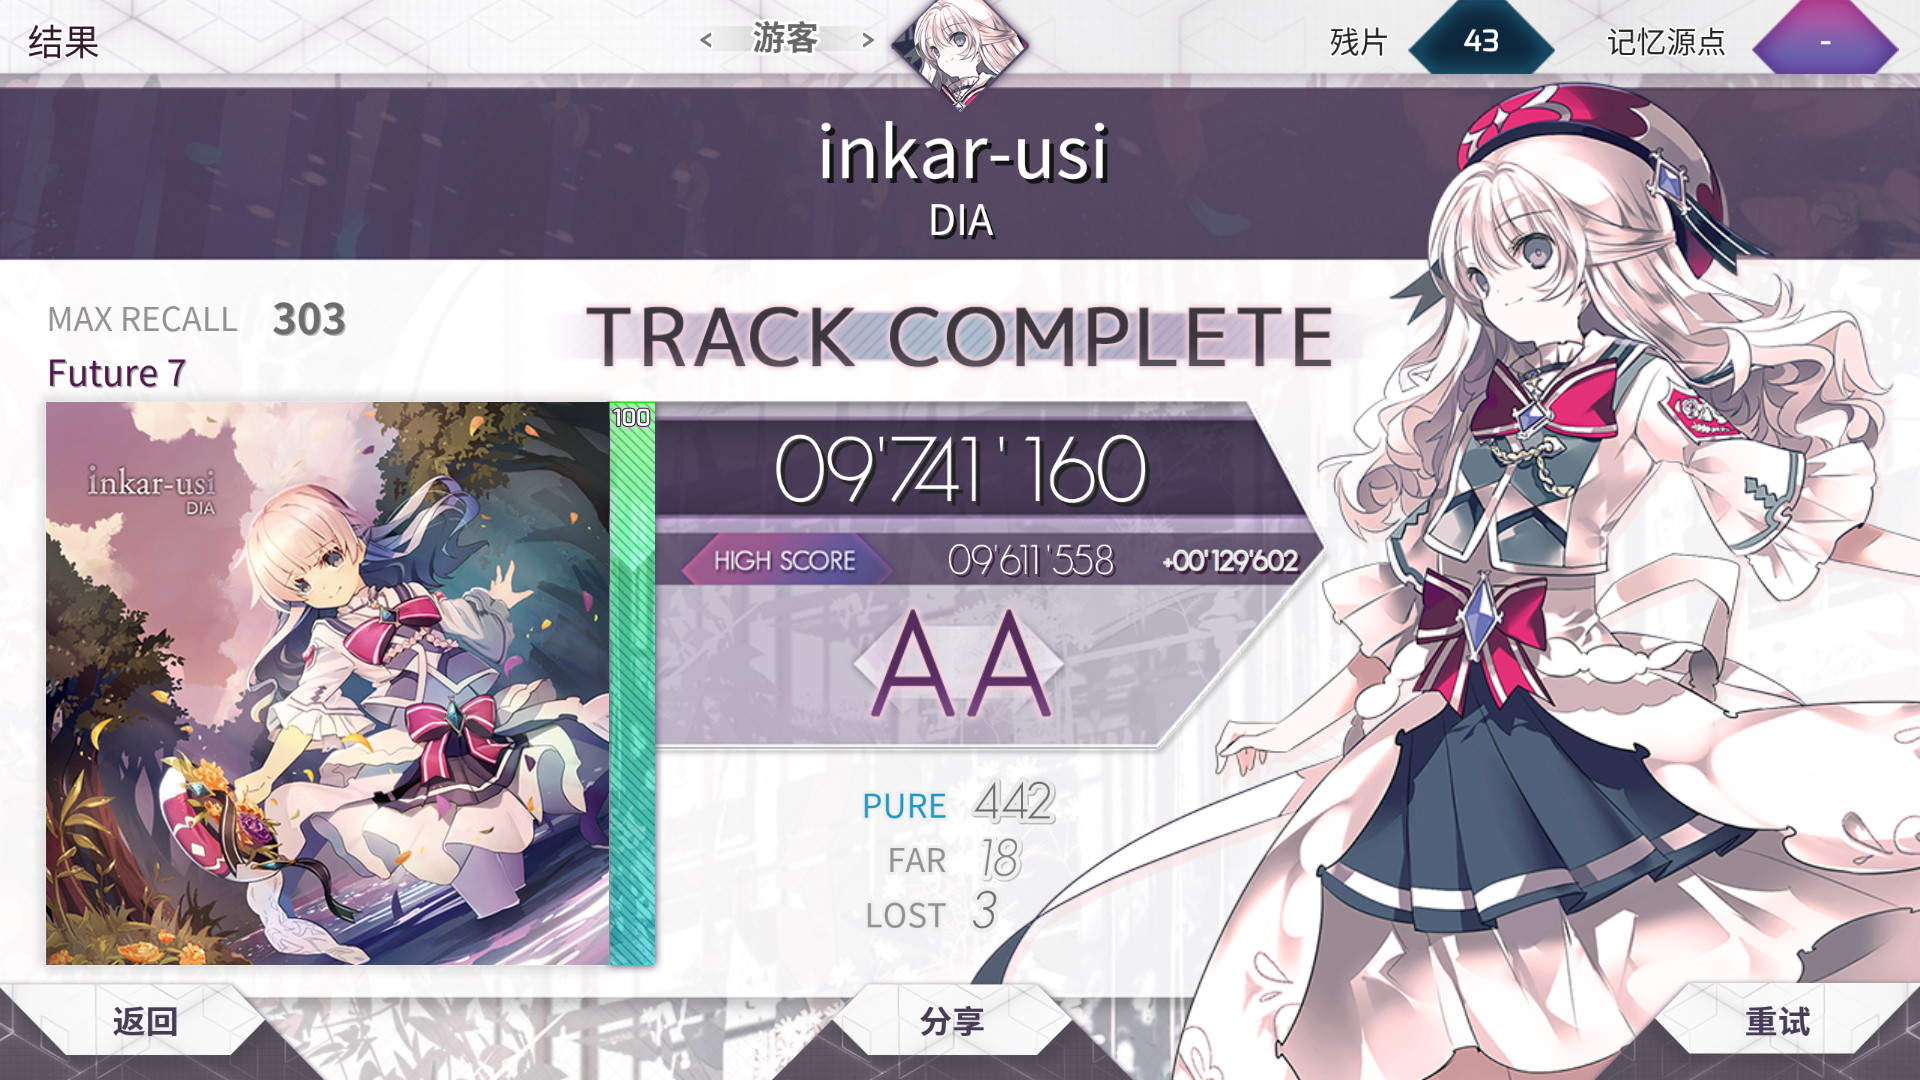 结果
< 游客 >
残片 43
记忆源点 -
inkar-usi
DIA
MAX RECALL 303
Future 7
TRACK COMPLETE
inkar-usi
DIA
100
09'741'160
HIGH SCORE 09'611'558 +00'129'602
AA
PURE 442
FAR 18
LOST 3
返回
分享
重试